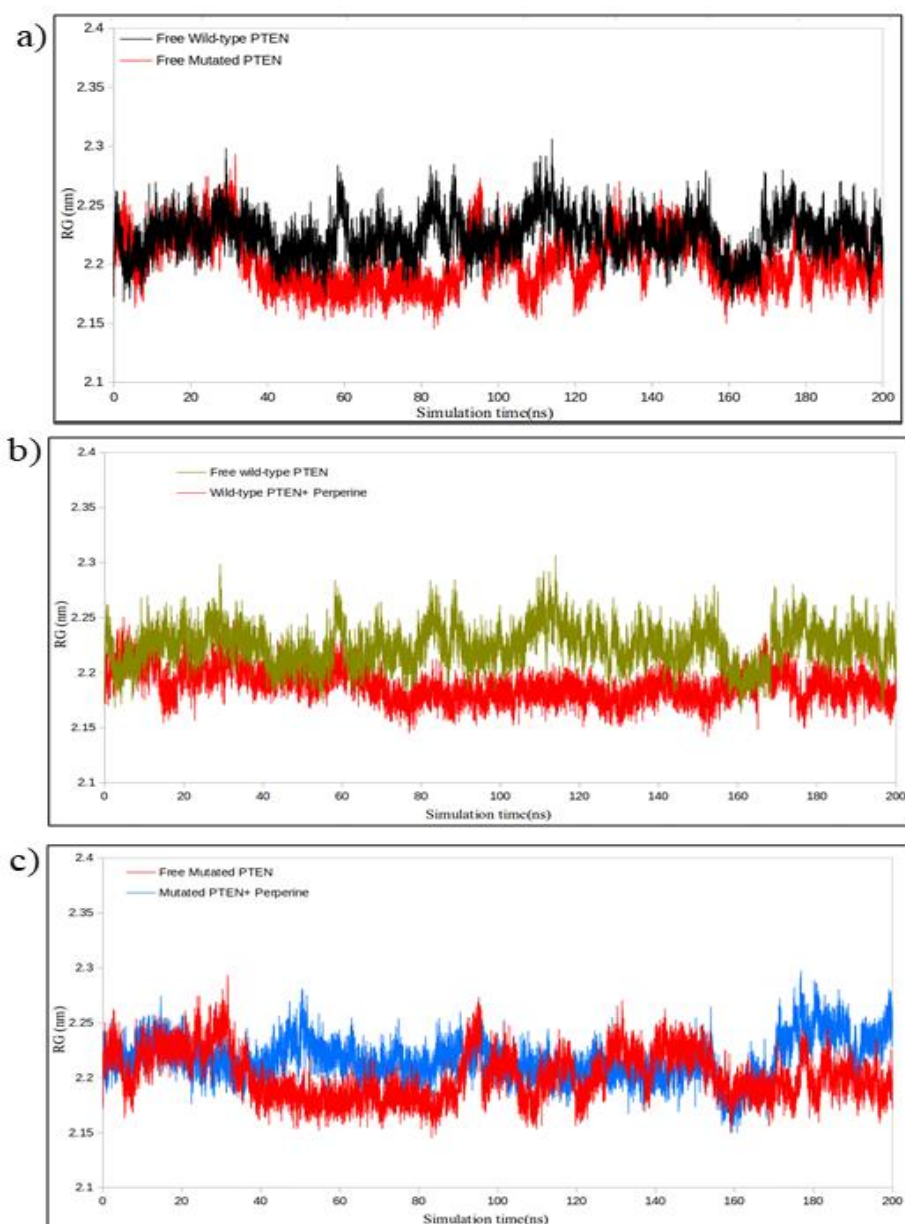 a)
2.4
Free Wild-type PTEN
Free Mutated PTEN
2.35
2.3
RG (nm)
2.25
2.2
2.15
2.1
0 20 40 60 80 100 120 140 160 180 200
Simulation time(ns)
b)
2.4
Free wild-type PTEN
Wild-type PTEN+ Perperine
2.35
2.3
RG (nm)
2.25
2.2
2.15
2.1
0 20 40 60 80 100 120 140 160 180 200
Simulation time(ns)
c)
2.4
Free Mutated PTEN
Mutated PTEN+ Perperine
2.35
2.3
RG (nm)
2.25
2.2
2.15
2.1
0 20 40 60 80 100 120 140 160 180 200
Simulation time(ns)